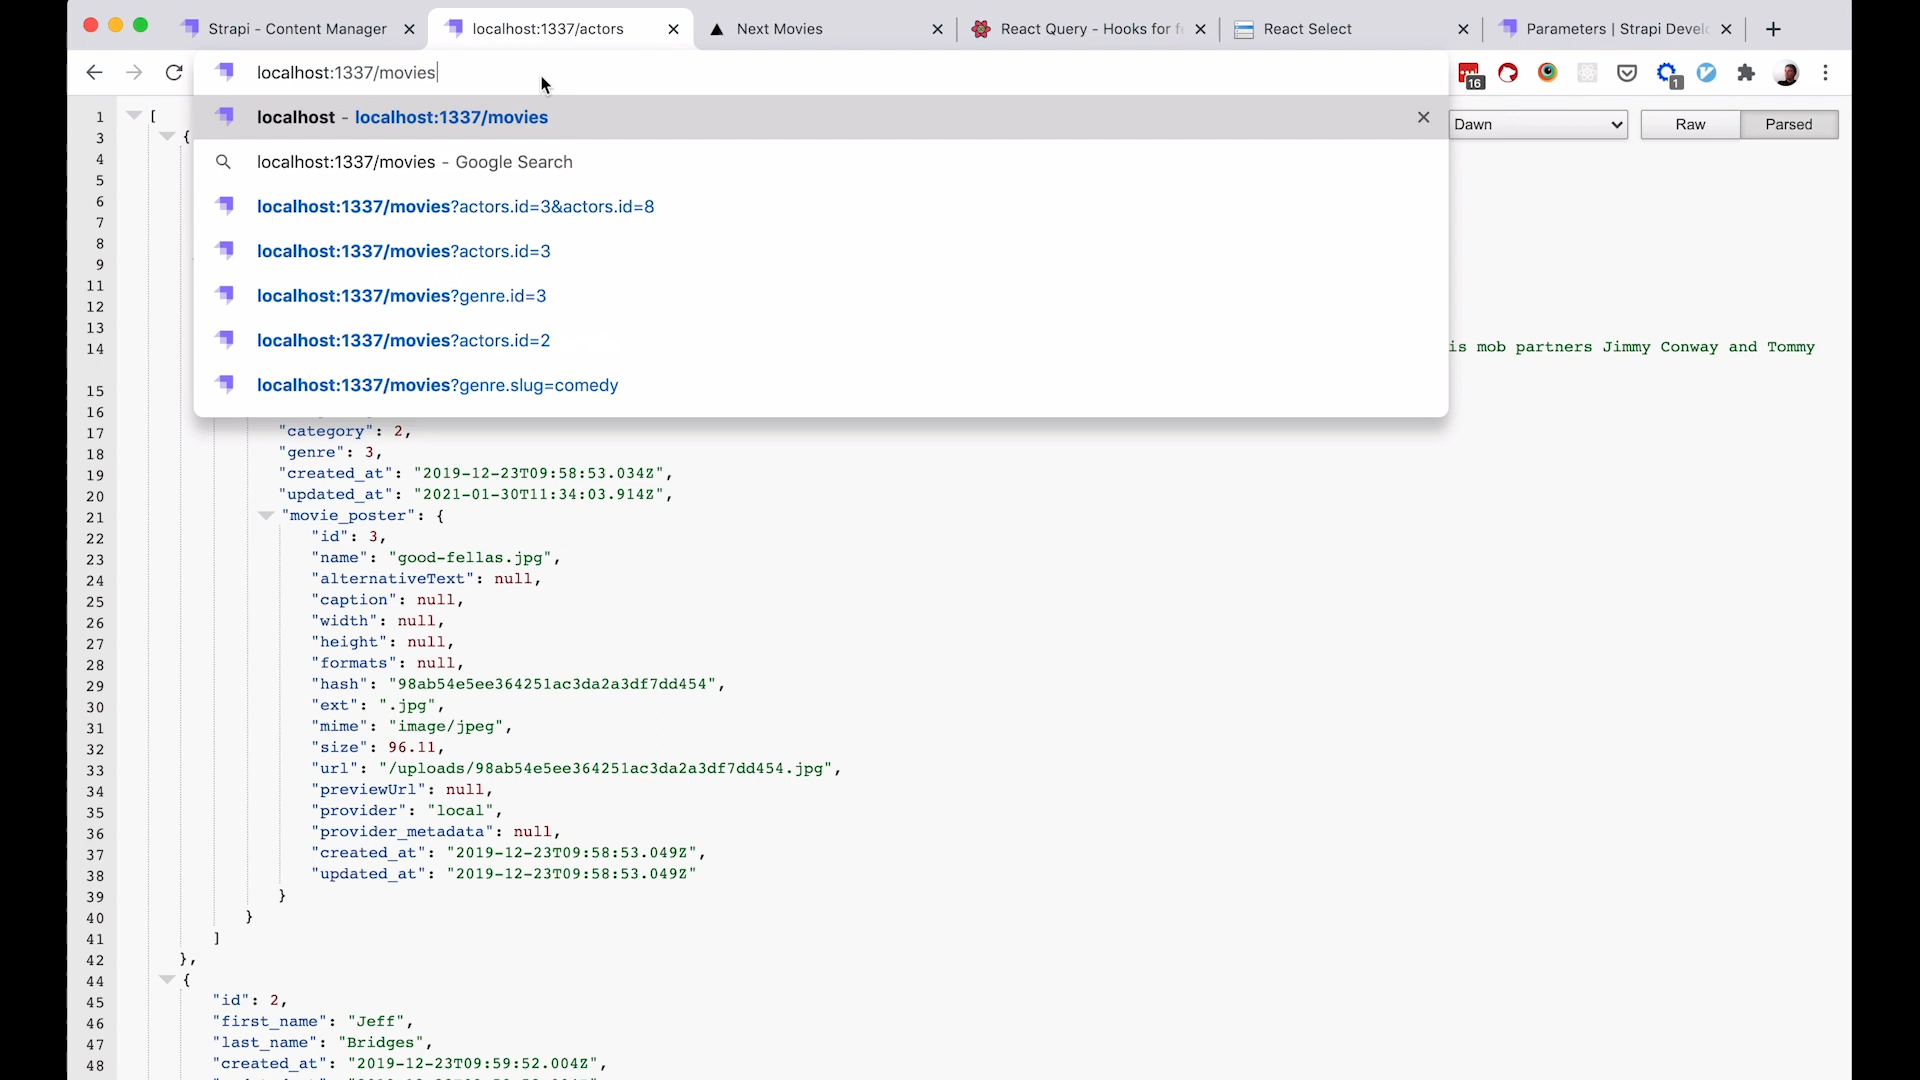 Strapi - Content Manager
localhost:1337/actors
Next Movies
React Query - Hooks for fe
React Select
Parameters | Strapi Devel
localhost:1337/movies
16
1
localhost - localhost:1337/movies
localhost:1337/movies - Google Search
localhost:1337/movies?actors.id=3&actors.id=8
localhost:1337/movies?actors.id=3
localhost:1337/movies?genre.id=3
localhost:1337/movies?actors.id=2
localhost:1337/movies?genre.slug=comedy
Dawn
Raw
Parsed
1 [
3 {
4
5
6
7
8
9
11
12
13
14 is mob partners Jimmy Conway and Tommy
15
16
17 "category": 2,
18 "genre": 3,
19 "created_at": "2019-12-23T09:58:53.034Z",
20 "updated_at": "2021-01-30T11:34:03.914Z",
21 "movie_poster": {
22 "id": 3,
23 "name": "good-fellas.jpg",
24 "alternativeText": null,
25 "caption": null,
26 "width": null,
27 "height": null,
28 "formats": null,
29 "hash": "98ab54e5ee364251ac3da2a3df7dd454",
30 "ext": ".jpg",
31 "mime": "image/jpeg",
32 "size": 96.11,
33 "url": "/uploads/98ab54e5ee364251ac3da2a3df7dd454.jpg",
34 "previewUrl": null,
35 "provider": "local",
36 "provider_metadata": null,
37 "created_at": "2019-12-23T09:58:53.049Z",
38 "updated_at": "2019-12-23T09:58:53.049Z"
39 }
40 }
41 ]
42 },
44 {
45 "id": 2,
46 "first_name": "Jeff",
47 "last_name": "Bridges",
48 "created_at": "2019-12-23T09:59:52.004Z",